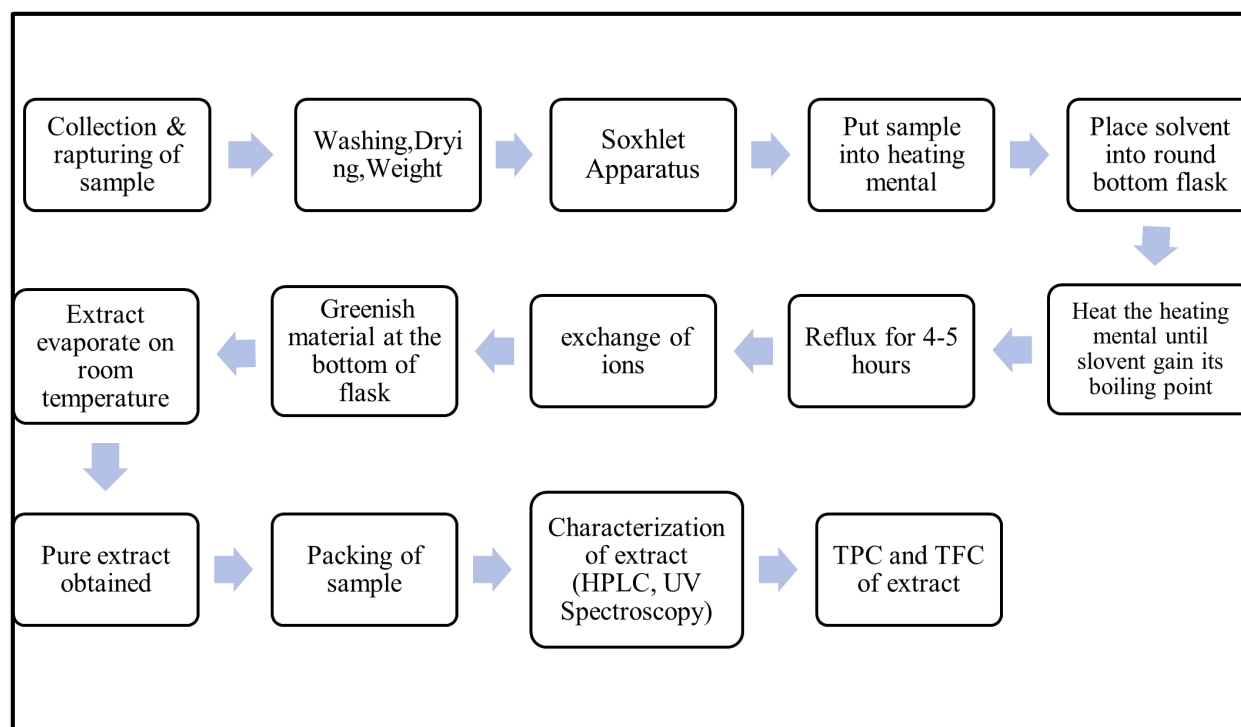 Collection &
rapturing of
sample
Washing,Dryi
ng,Weight
Soxhlet
Apparatus
Put sample
into heating
mental
Place solvent
into round
bottom flask
Heat the heating
mental until
slovent gain its
boiling point
Reflux for 4-5
hours
exchange of
ions
Greenish
material at the
bottom of
flask
Extract
evaporate on
room
temperature
Pure extract
obtained
Packing of
sample
Characterization
of extract
(HPLC, UV
Spectroscopy)
TPC and TFC
of extract